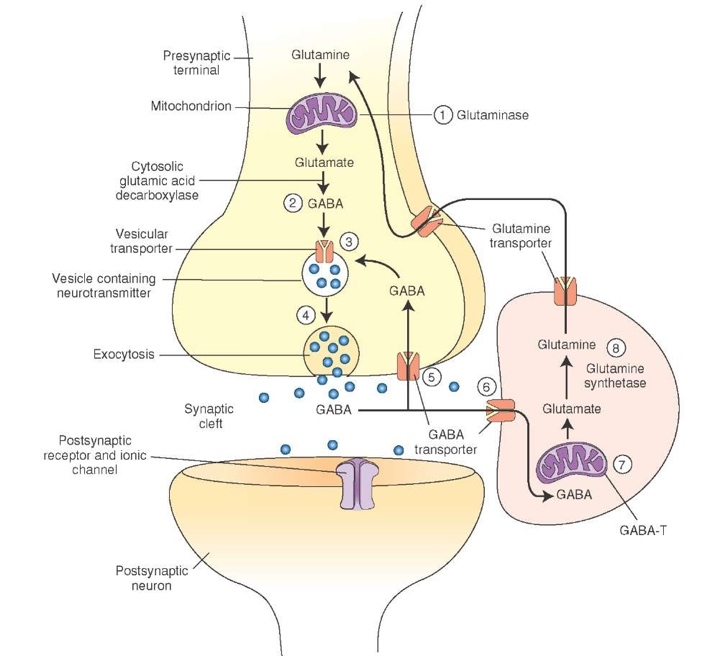 Presynaptic
terminal
Glutamine
Mitochondrion
1 Glutaminase
Glutamate
Cytosolic
glutamic acid
decarboxylase
2 GABA
Vesicular
transporter
3
Glutamine
transporter
Vesicle containing
neurotransmitter
GABA
4
Exocytosis
Glutamine
8
Glutamine
synthetase
5
6
Synaptic
cleft
GABA
Glutamate
GABA
transporter
Postsynaptic
receptor and ionic
channel
7
GABA
GABA-T
Postsynaptic
neuron